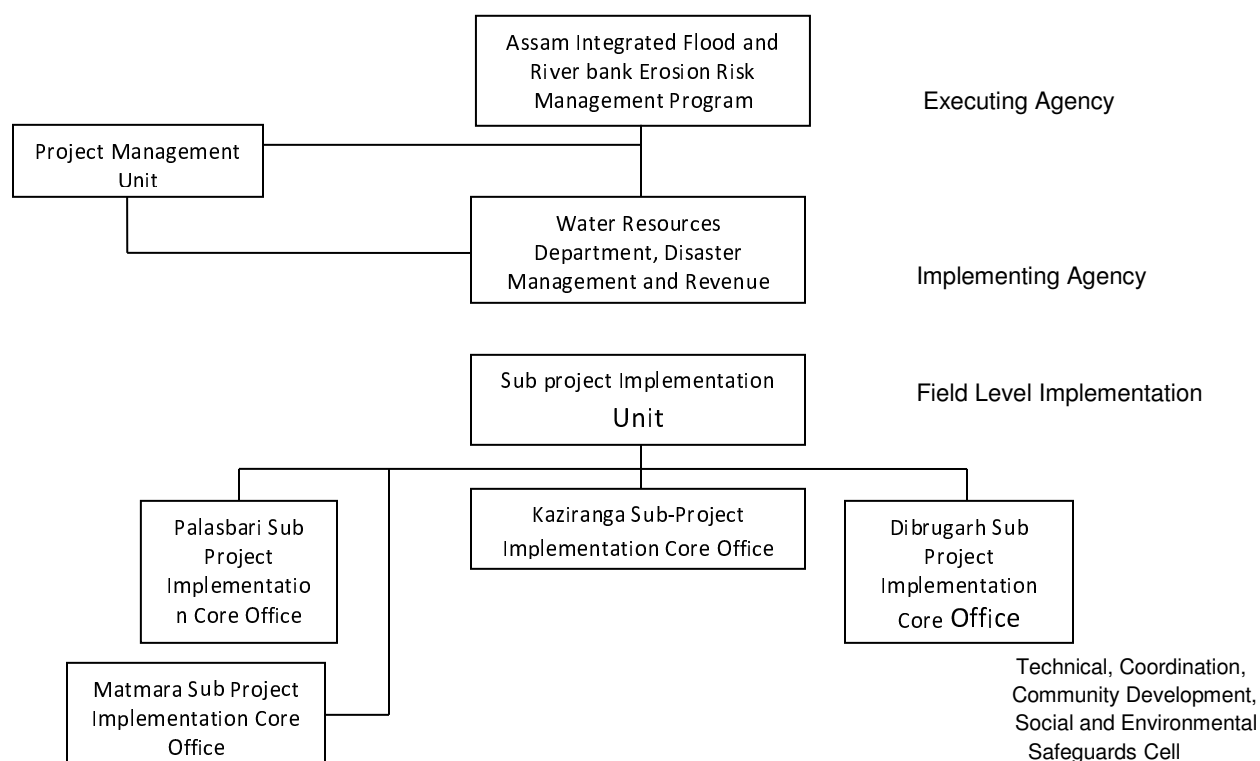 Assam Integrated Flood and
River bank Erosion Risk
Management Program
Executing Agency
Project Management
Unit
Water Resources
Department, Disaster
Management and Revenue
Implementing Agency
Sub project Implementation
Unit
Field Level Implementation
Palasbari Sub
Project
Implementatio
n Core Office
Kaziranga Sub-Project
Implementation Core Office
Dibrugarh Sub
Project
Implementation
Core Office
Matmara Sub Project
Implementation Core
Office
Technical, Coordination,
Community Development,
Social and Environmental
Safeguards Cell